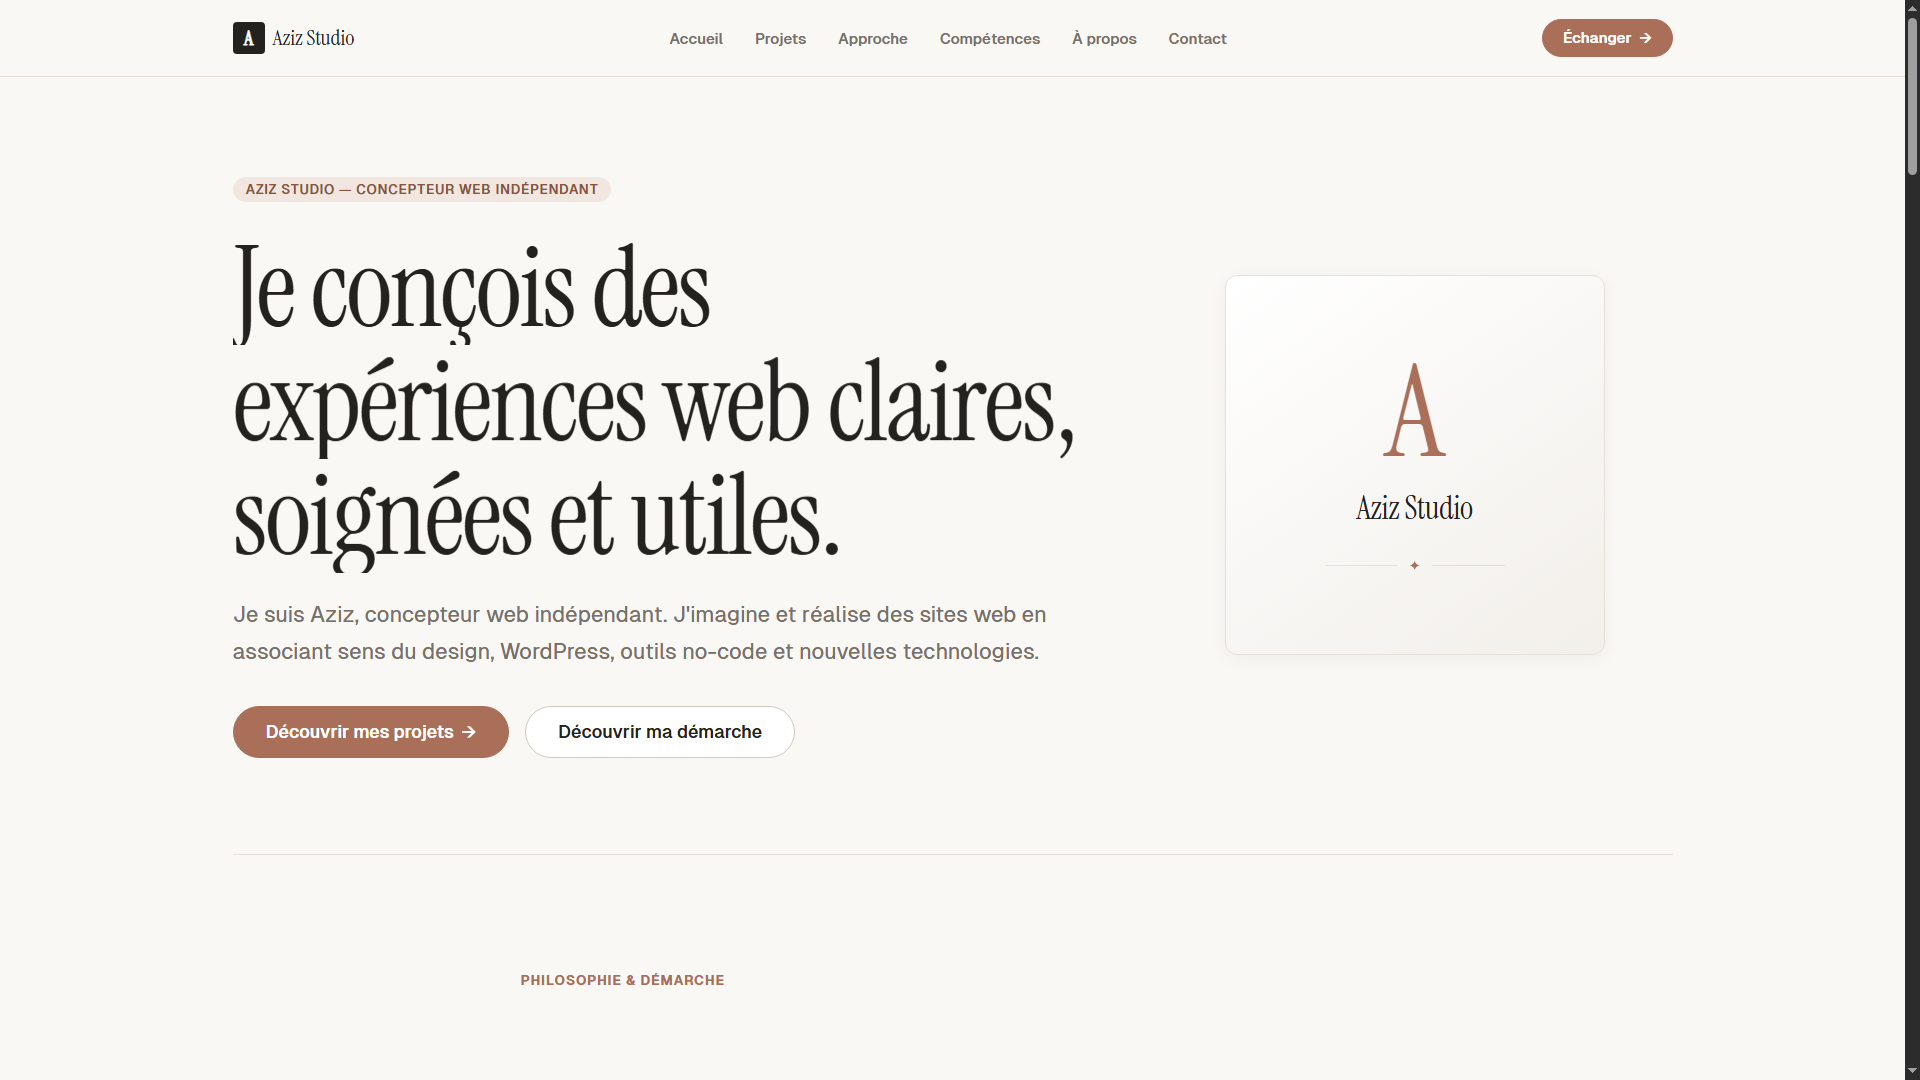 A Aziz Studio
Accueil Projets Approche Compétences À propos Contact
Échanger →
AZIZ STUDIO — CONCEPTEUR WEB INDÉPENDANT
Je conçois des
expériences web claires,
soignées et utiles.
Je suis Aziz, concepteur web indépendant. J'imagine et réalise des sites web en
associant sens du design, WordPress, outils no-code et nouvelles technologies.
Découvrir mes projets →
Découvrir ma démarche
A
Aziz Studio
PHILOSOPHIE & DÉMARCHE